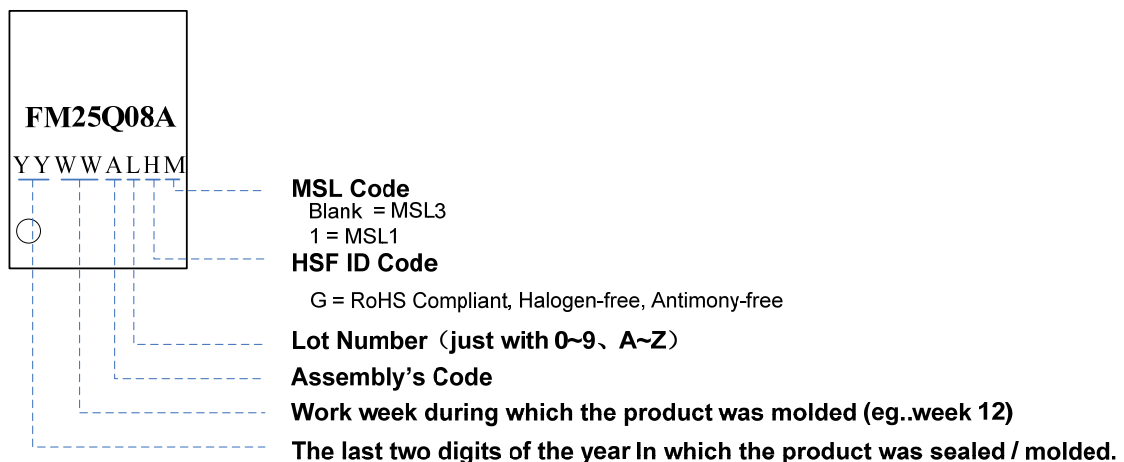 FM25Q08A
Y Y W W A L H M
MSL Code
Blank = MSL3
1 = MSL1
HSF ID Code
G = RoHS Compliant, Halogen-free, Antimony-free
Lot Number（just with 0~9、A~Z）
Assembly’s Code
Work week during which the product was molded (eg..week 12)
The last two digits of the year In which the product was sealed / molded.